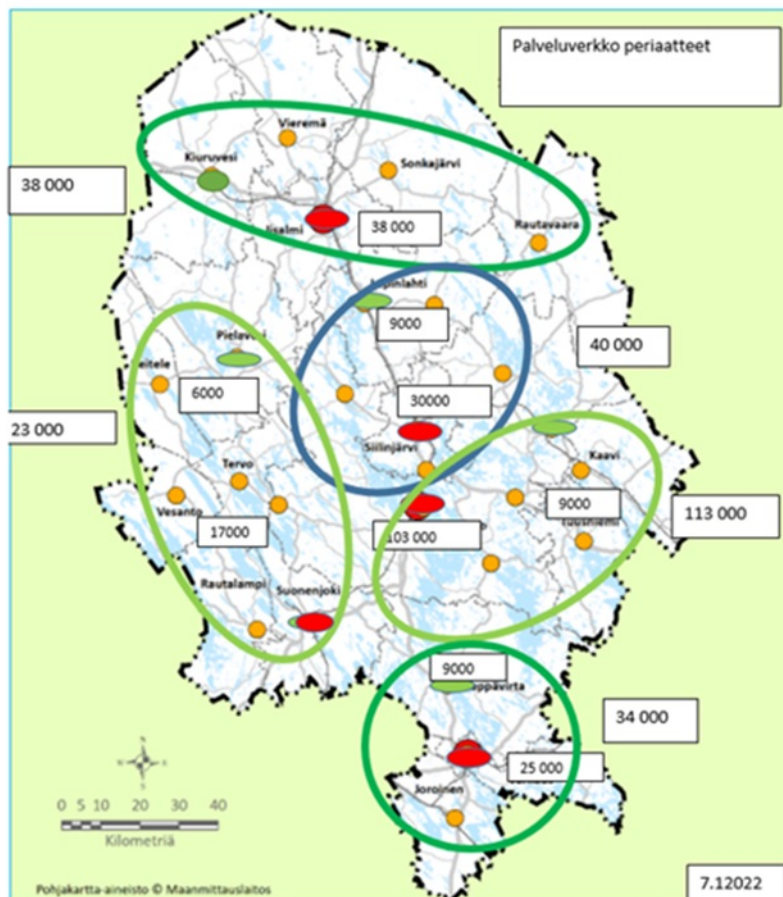 Palveluverkko periaatteet
Vieremä
Kiuruvesi
Sonkajärvi
38 000
Rautavaara
38 000
9000
Pielavesi
40 000
6000
30000
23 000
Siilinjärvi
Kaavi
Tervo
9000
Vesanto
113 000
17000
103 000
Rautalampi
Suonenjoki
9000
34 000
25 000
Joroinen
0 5 10 20 30 40
Kilometriä
Pohjakartta-aineisto © Maanmittauslaitos
7.12022